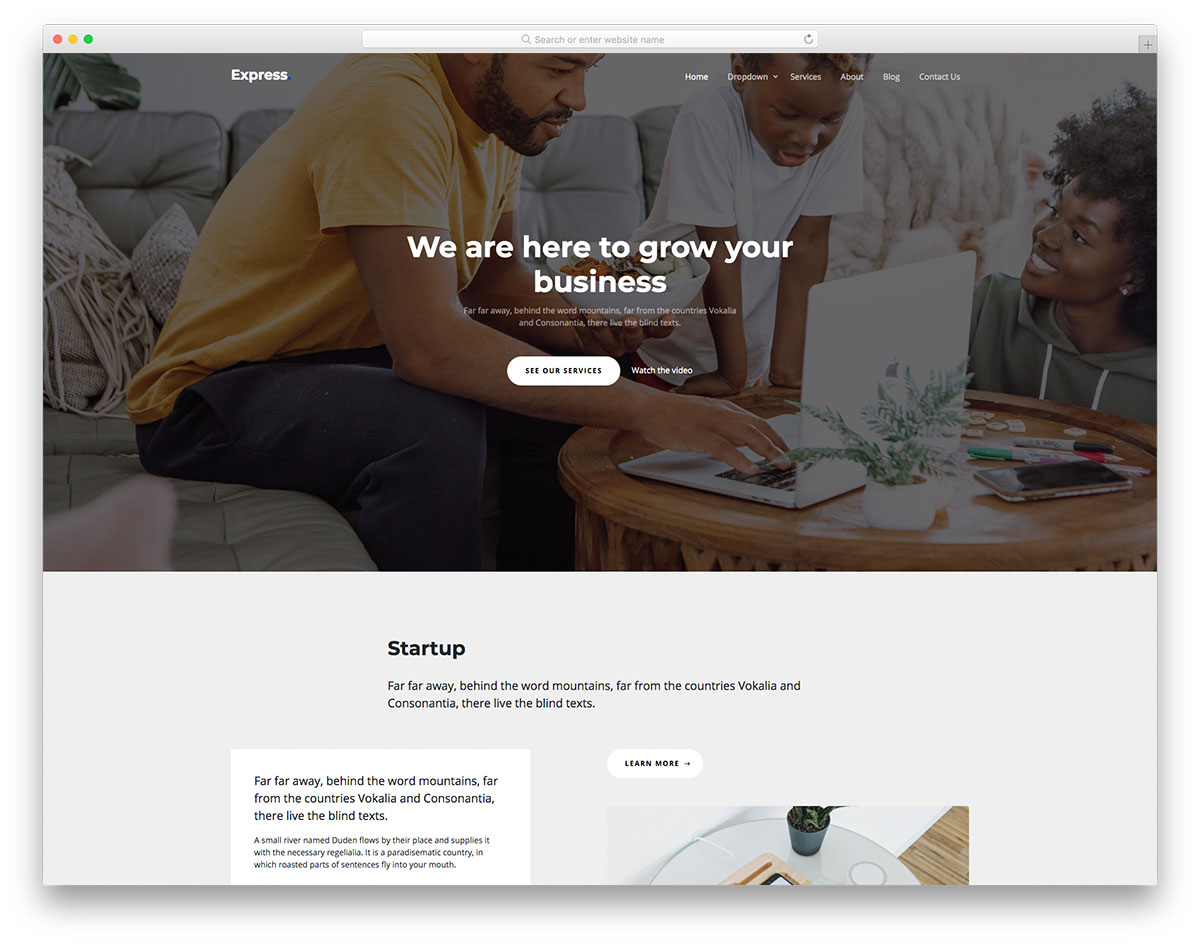 Search or enter website name
Express.
Home Dropdown Services About Blog Contact Us
We are here to grow your
business
Far far away, behind the word mountains, far from the countries Vokalia
and Consonantia, there live the blind texts.
SEE OUR SERVICES Watch the video
Startup
Far far away, behind the word mountains, far from the countries Vokalia and
Consonantia, there live the blind texts.
Far far away, behind the word mountains, far
from the countries Vokalia and Consonantia,
there live the blind texts.
A small river named Duden flows by their place and supplies it
with the necessary regelialia. It is a paradisematic country, in
which roasted parts of sentences fly into your mouth.
LEARN MORE →